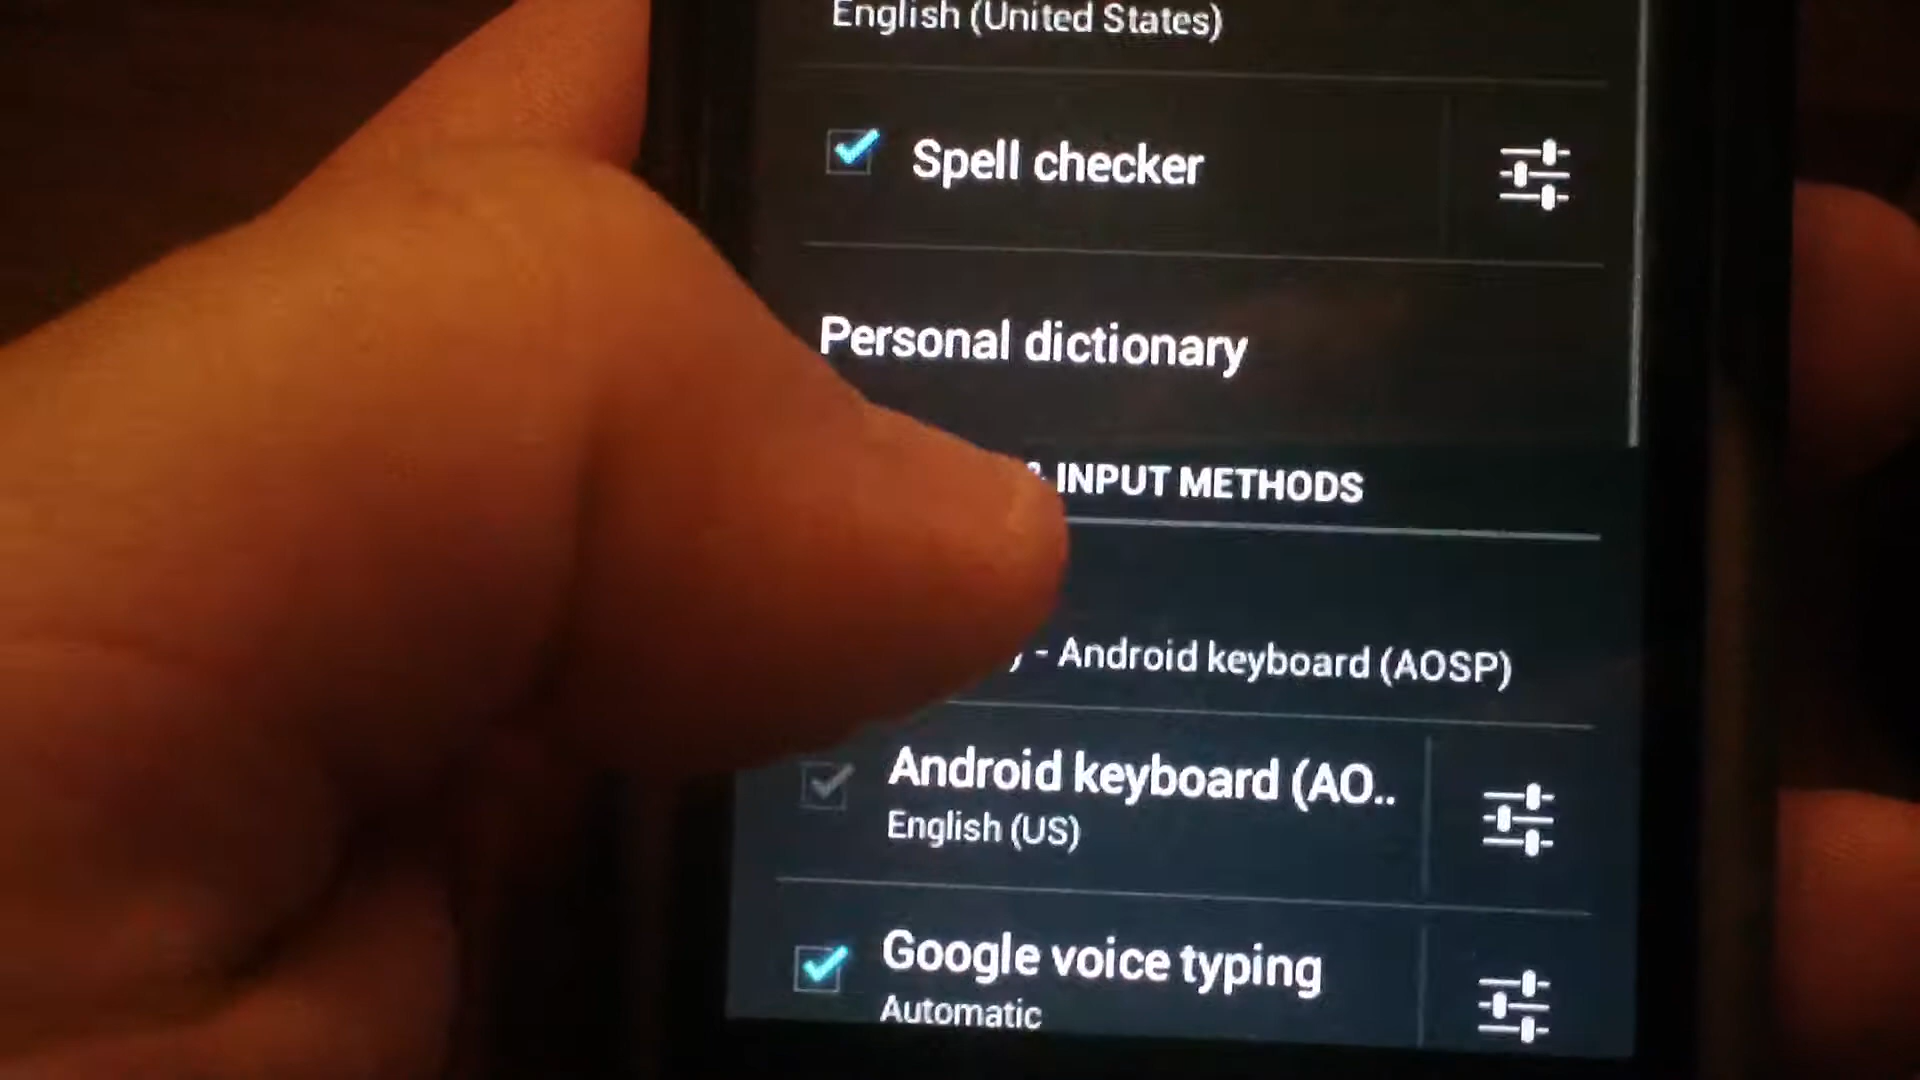 English (United States)
Spell checker
Personal dictionary
& INPUT METHODS
- Android keyboard (AOSP)
Android keyboard (AO..
English (US)
Google voice typing
Automatic